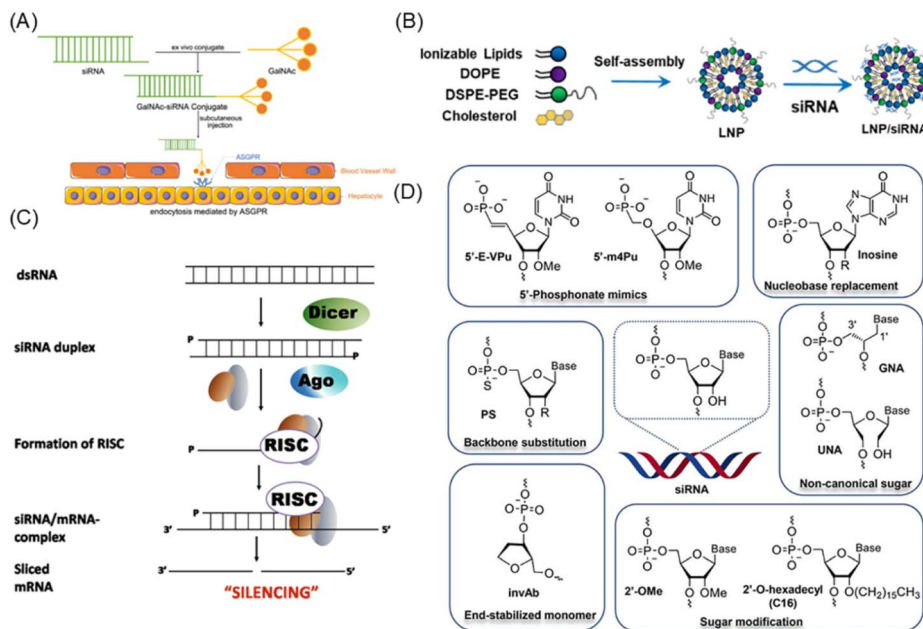 (A)
ex vivo conjugate
siRNA
GalNAc
GalNAc-siRNA Conjugate
subcutaneous
injection
ASGPR
Blood Vessel Wall
Hepatocyte
endocytosis mediated by ASGPR
(B)
Ionizable Lipids
DOPE
DSPE-PEG
Cholesterol
Self-assembly
LNP
siRNA
LNP/siRNA
(C)
dsRNA
Dicer
siRNA duplex
P
P
Ago
Formation of RISC
P
RISC
RISC
siRNA/mRNA-
complex
P
3’
5’
Sliced
mRNA
3’
5’
“SILENCING”
(D)
O
O=P-O⁻
O⁻
O
NH
N
O
O
O
OMe
5'-E-VPu
O
O=P-O⁻
O⁻
O
O
NH
N
O
O
O
OMe
5'-m4Pu
5'-Phosphonate mimics
O
O=P-O
O⁻
O
N
N
N
NH
O
O
O
R
Inosine
Nucleobase replacement
O
O=P-O
S⁻
O
Base
O
R
PS
Backbone substitution
O
O=P-O
O⁻
O
Base
O
OH
siRNA
O
O=P-O
O⁻
3'
Base
1'
O
GNA
O
O=P-O
O⁻
O
Base
O
OH
UNA
Non-canonical sugar
O
⁻O-P=O
O
O
O
invAb
End-stabilized monomer
O
O=P-O
O⁻
O
Base
O
OMe
2'-OMe
O
O=P-O
O⁻
O
Base
O
O(CH₂)₁₅CH₃
2'-O-hexadecyl
(C16)
Sugar modification